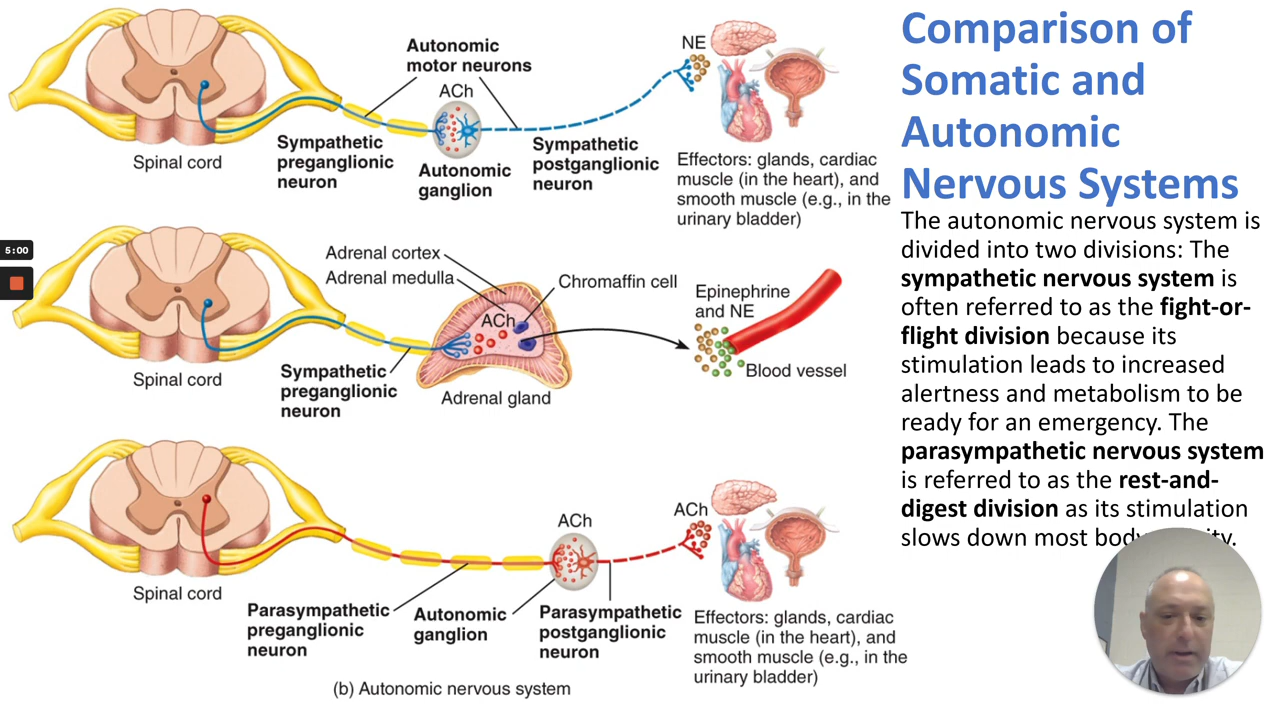 Comparison of
Somatic and
Autonomic
Nervous Systems
The autonomic nervous system is
divided into two divisions: The
sympathetic nervous system is
often referred to as the fight-or-
flight division because its
stimulation leads to increased
alertness and metabolism to be
ready for an emergency. The
parasympathetic nervous system
is referred to as the rest-and-
digest division as its stimulation
slows down most
Autonomic
motor neurons
ACh
NE
Spinal cord
Sympathetic
preganglionic
neuron
Autonomic
ganglion
Sympathetic
postganglionic
neuron
Effectors: glands, cardiac
muscle (in the heart), and
smooth muscle (e.g., in the
urinary bladder)
5:00
Adrenal cortex
Adrenal medulla
Chromaffin cell
ACh
Epinephrine
and NE
Blood vessel
Spinal cord
Sympathetic
preganglionic
neuron
Adrenal gland
ACh
ACh
Spinal cord
Parasympathetic
preganglionic
neuron
Autonomic
ganglion
Parasympathetic
postganglionic
neuron
Effectors: glands, cardiac
muscle (in the heart), and
smooth muscle (e.g., in the
urinary bladder)
(b) Autonomic nervous system